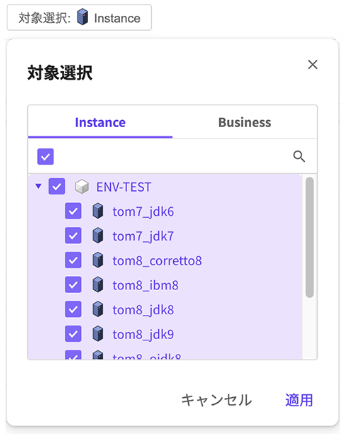 対象選択: Instance
対象選択
Instance Business
ENV-TEST
tom7_jdk6
tom7_jdk7
tom8_corretto8
tom8_ibm8
tom8_jdk8
tom8_jdk9
tom8_ojdk8
キャンセル 適用